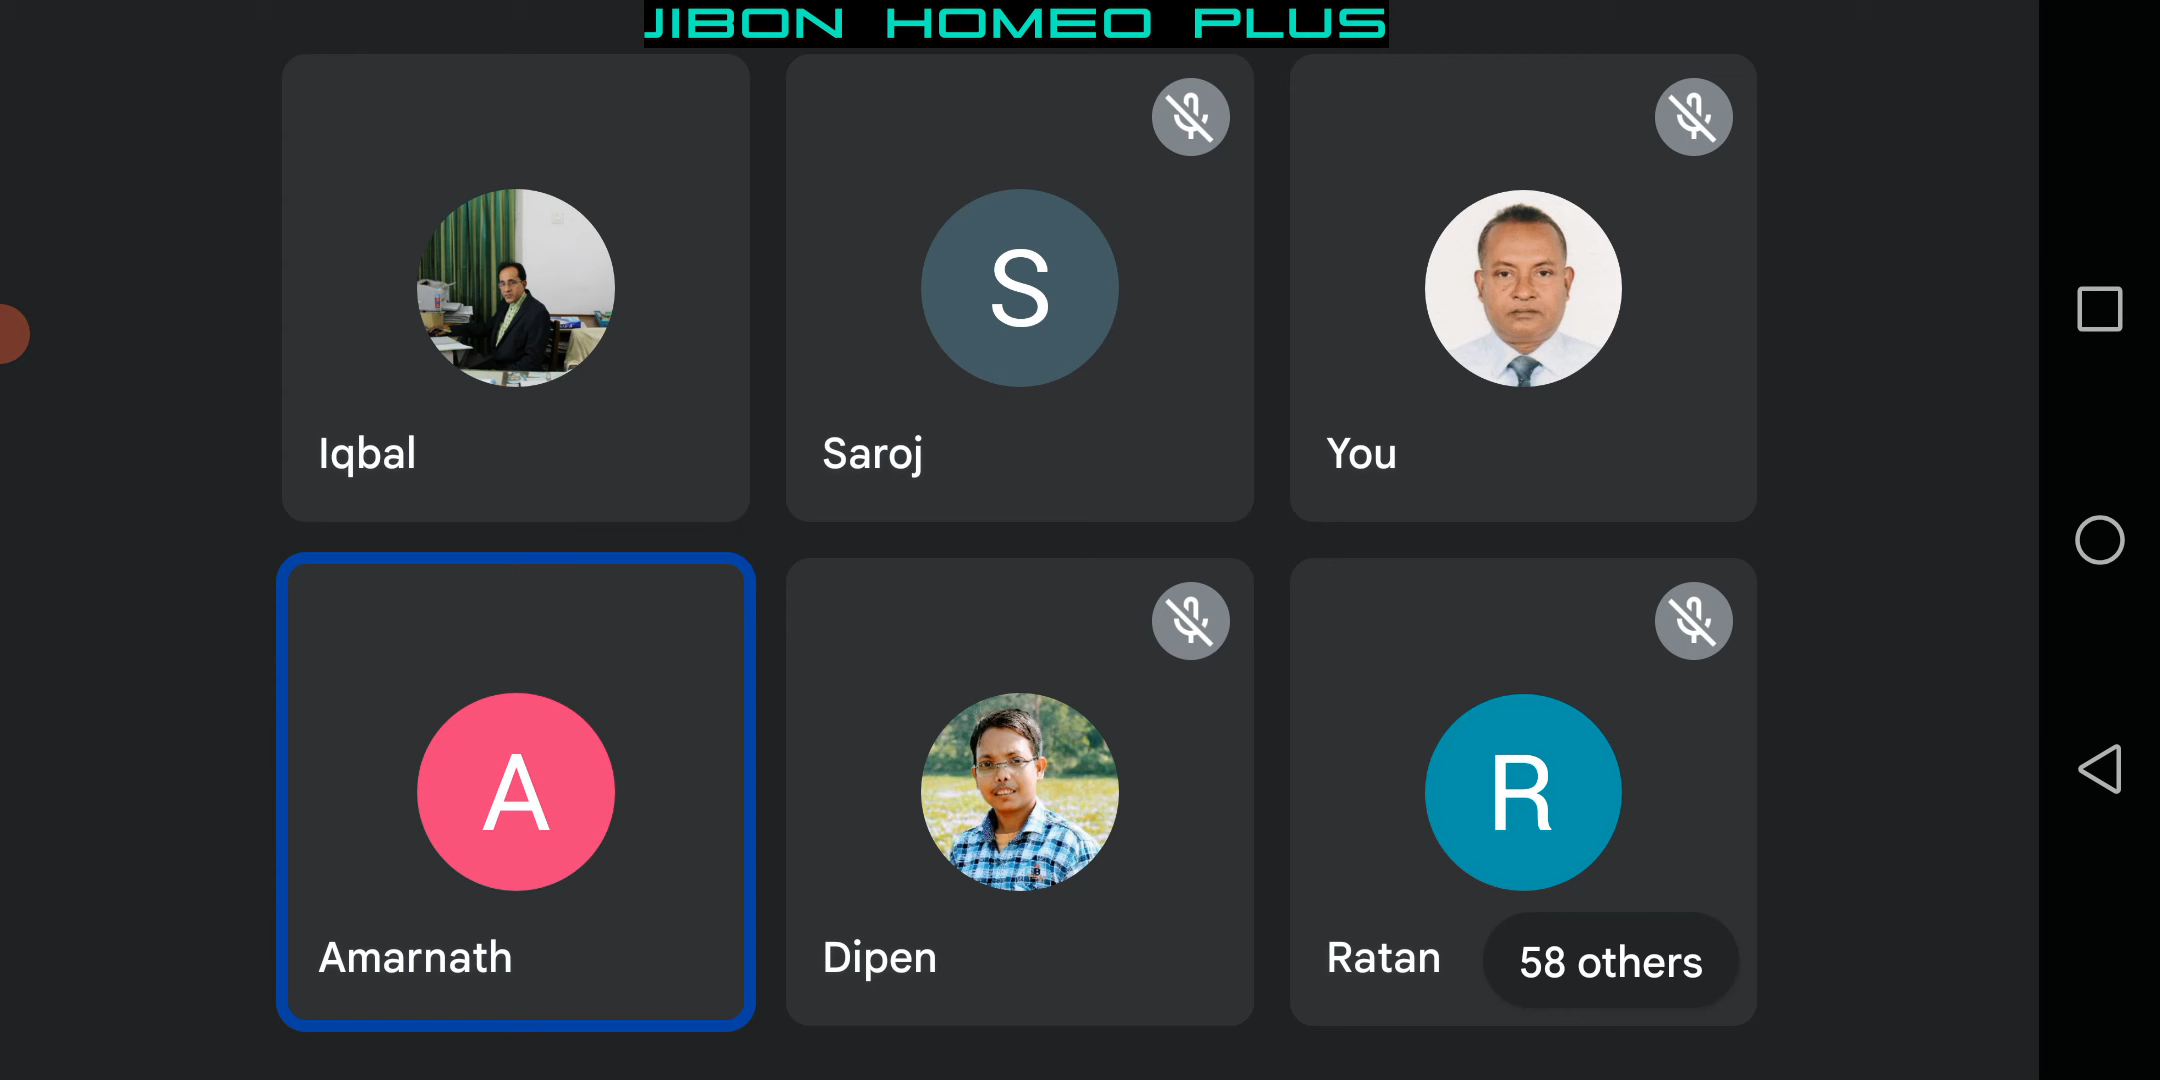 JIBON HOMEO PLUS
Iqbal
S
Saroj
You
A
Amarnath
Dipen
R
Ratan
58 others